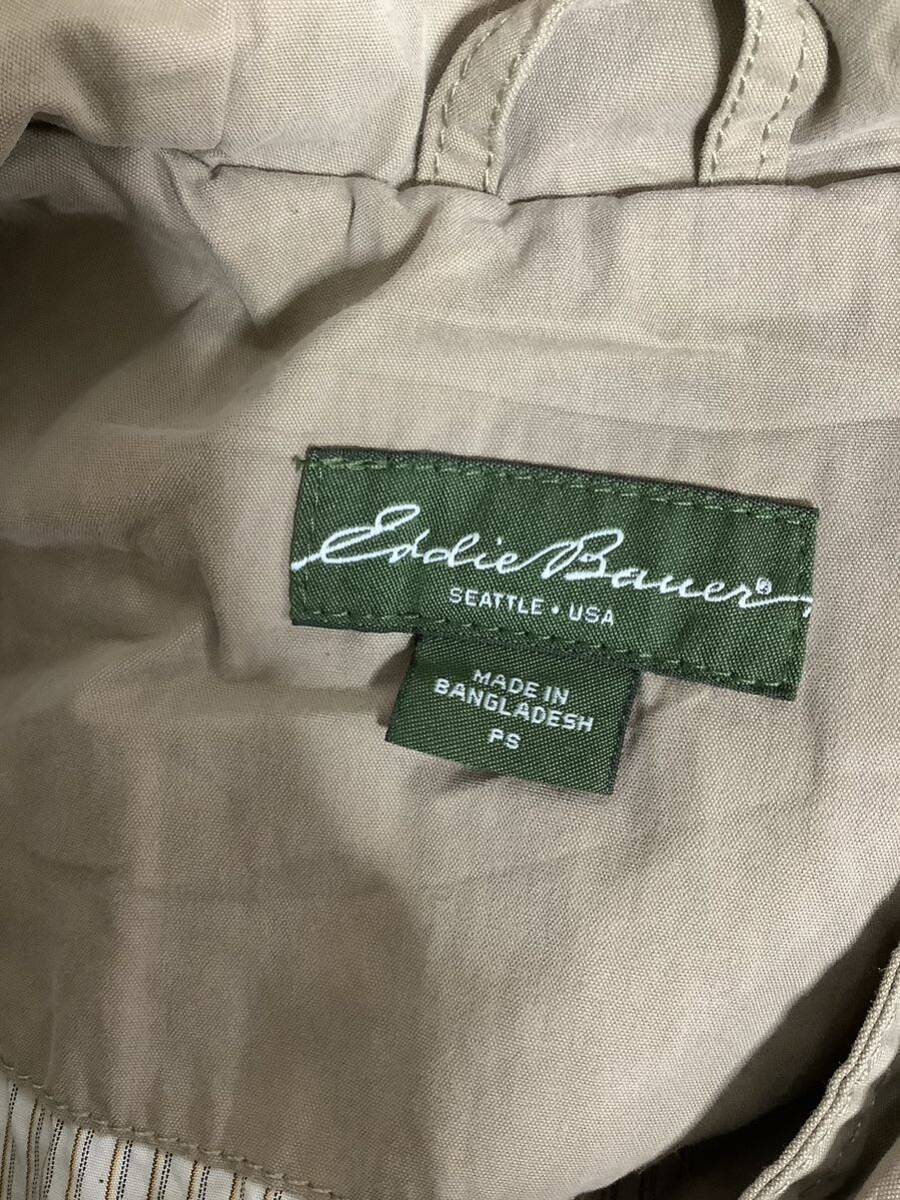 Eddie Bauer®
SEATTLE • USA
MADE IN
BANGLADESH
PS